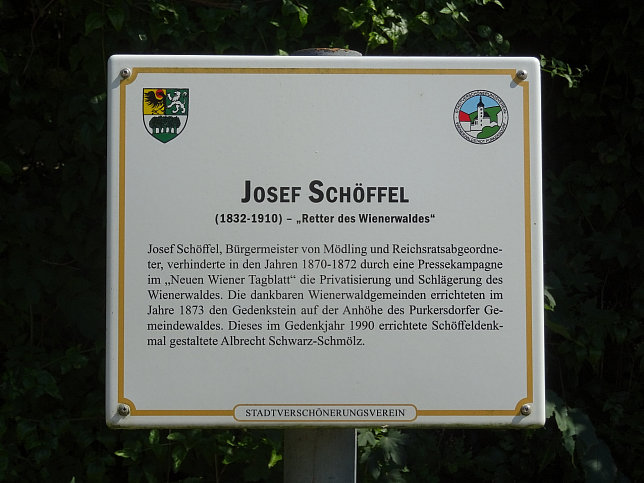 JOSEF SCHÖFFEL
(1832-1910) – „Retter des Wienerwaldes“
Josef Schöffel, Bürgermeister von Mödling und Reichsratsabgeordne-
ter, verhinderte in den Jahren 1870-1872 durch eine Pressekampagne
im „Neuen Wiener Tagblatt“ die Privatisierung und Schlägerung des
Wienerwaldes. Die dankbaren Wienerwaldgemeinden errichteten im
Jahre 1873 den Gedenkstein auf der Anhöhe des Purkersdorfer Ge-
meindewaldes. Dieses im Gedenkjahr 1990 errichtete Schöffeldenk-
mal gestaltete Albrecht Schwarz-Schmölz.
STADTVERSCHÖNERUNGSVEREIN